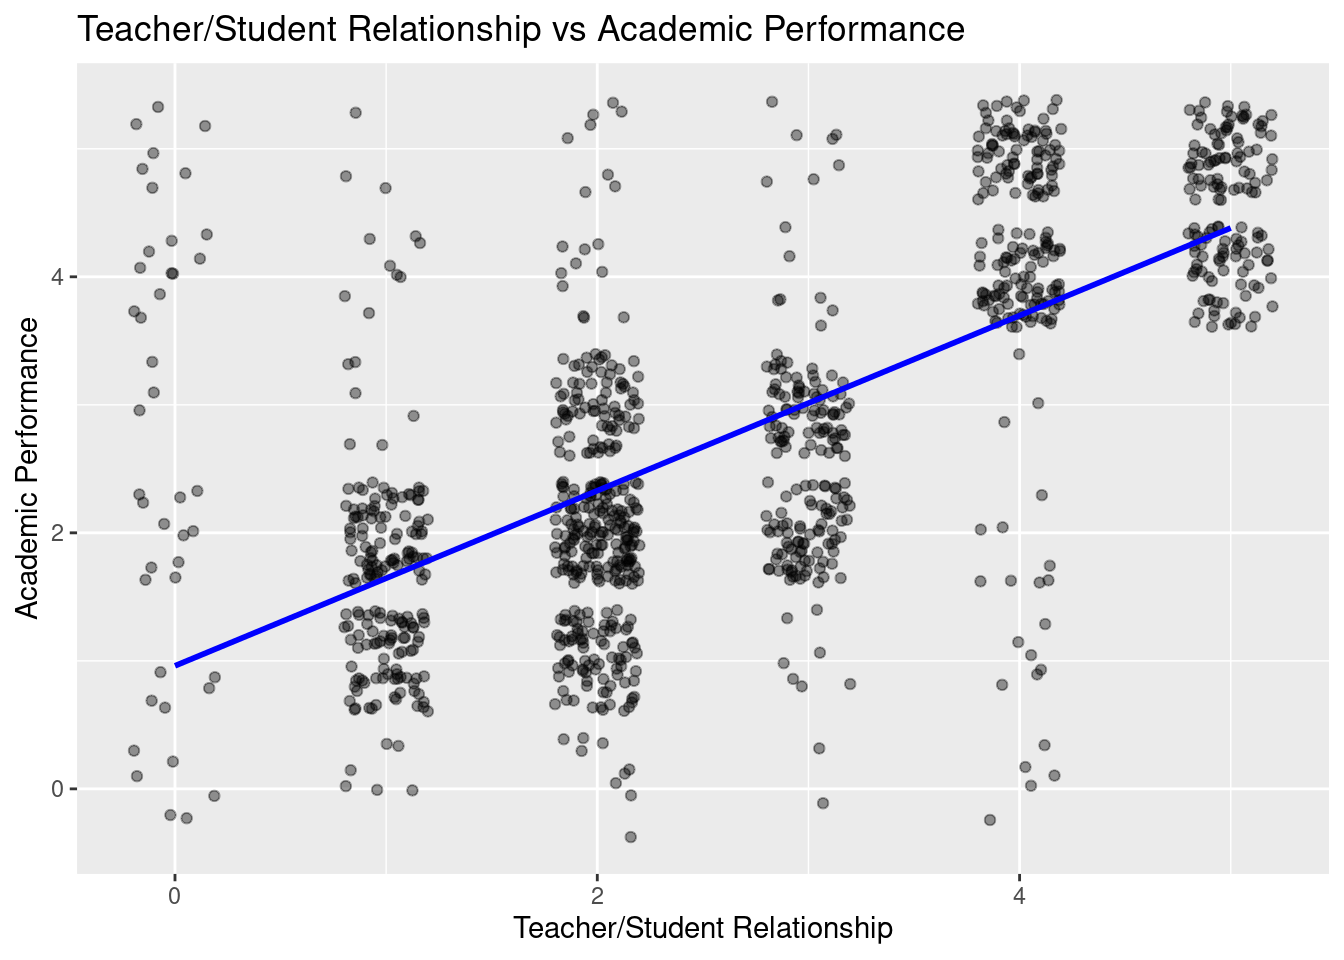 Teacher/Student Relationship vs Academic Performance
Academic Performance
4
2
0
0 2 4
Teacher/Student Relationship